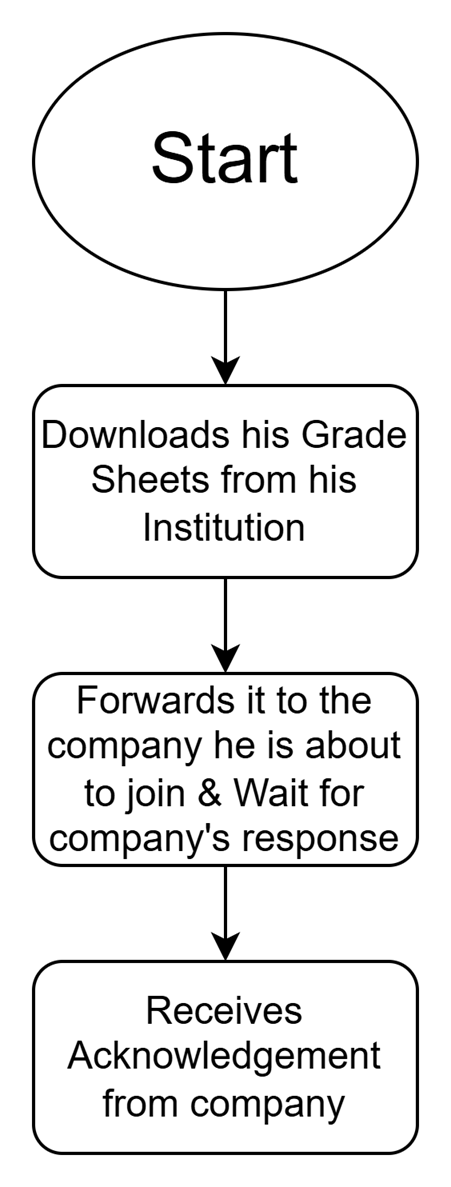 Start
Downloads his Grade
Sheets from his
Institution
Forwards it to the
company he is about
to join & Wait for
company's response
Receives
Acknowledgement
from company